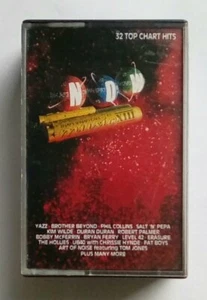 32 TOP CHART HITS
N O
XIII
YAZZ · BROTHER BEYOND · PHIL COLLINS · SALT 'N' PEPA
KIM WILDE · DURAN DURAN · ROBERT PALMER
BOBBY McFERRIN · BRYAN FERRY · LEVEL 42 · ERASURE
THE HOLLIES · UB40 with CHRISSIE HYNDE · FAT BOYS
ART OF NOISE featuring TOM JONES
PLUS MANY MORE